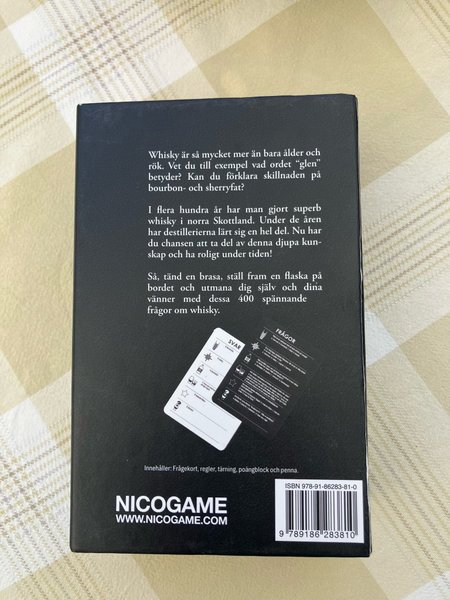 Whisky är så mycket mer än bara ålder och
rök. Vet du till exempel vad ordet "glen"
betyder? Kan du förklara skillnaden på
bourbon- och sherryfat?
I flera hundra år har man gjort superb
whisky i norra Skottland. Under de åren
har destillerierna lärt sig en hel del. Nu har
du chansen att ta del av denna djupa kun-
skap och ha roligt under tiden!
Så, tänd en brasa, ställ fram en flaska på
bordet och utmana dig själv och dina
vänner med dessa 400 spännande
frågor om whisky.
SVAR
FRÅGOR
Innehåller: Frågekort, regler, tärning, poängblock och penna.
NICOGAME
WWW.NICOGAME.COM
ISBN 978-91-86283-81-0
9 789186 283810